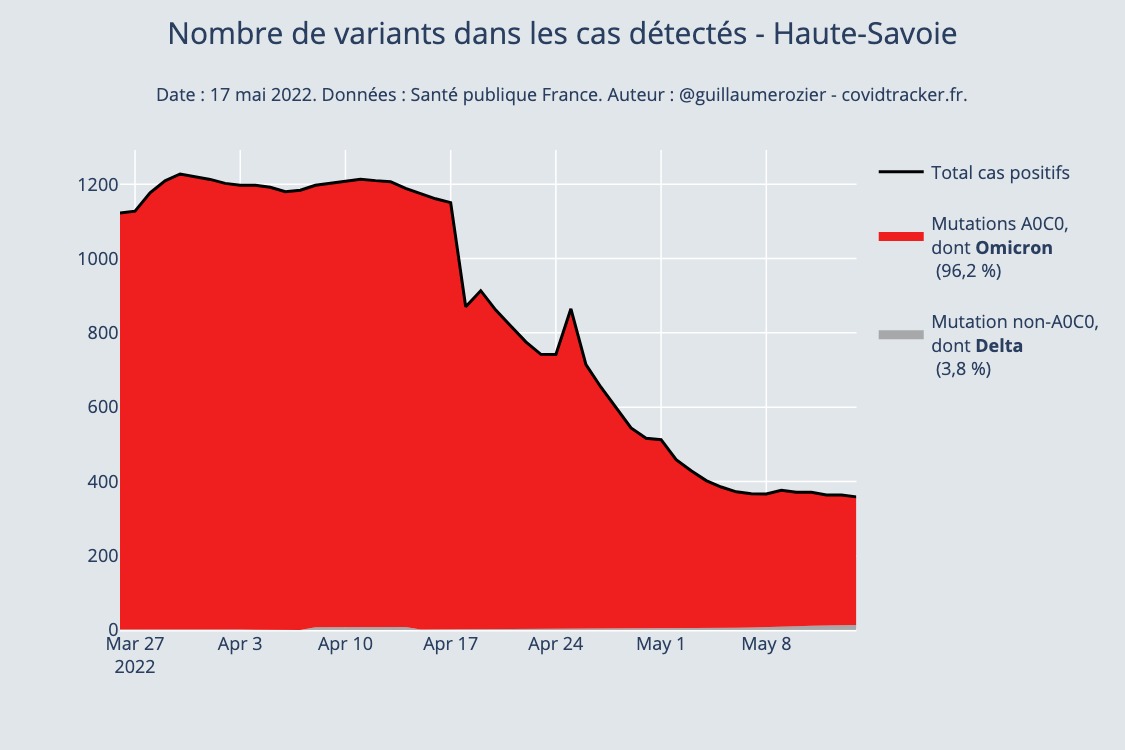 Nombre de variants dans les cas détectés - Haute-Savoie
Date : 17 mai 2022. Données : Santé publique France. Auteur : @guillaumerozier - covidtracker.fr.
1200
1000
800
600
400
200
0
Mar 27
2022
Apr 3
Apr 10
Apr 17
Apr 24
May 1
May 8
Total cas positifs
Mutations A0C0,
dont Omicron
(96,2 %)
Mutation non-A0C0,
dont Delta
(3,8 %)